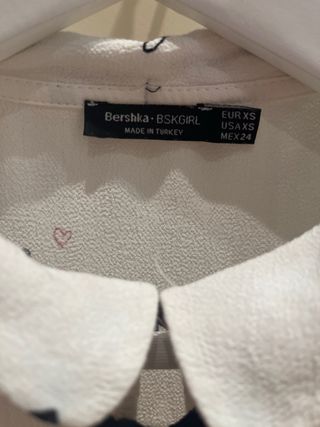 Bershka • BSKGIRL
MADE IN TURKEY
EUR XS
USA XS
MEX 24